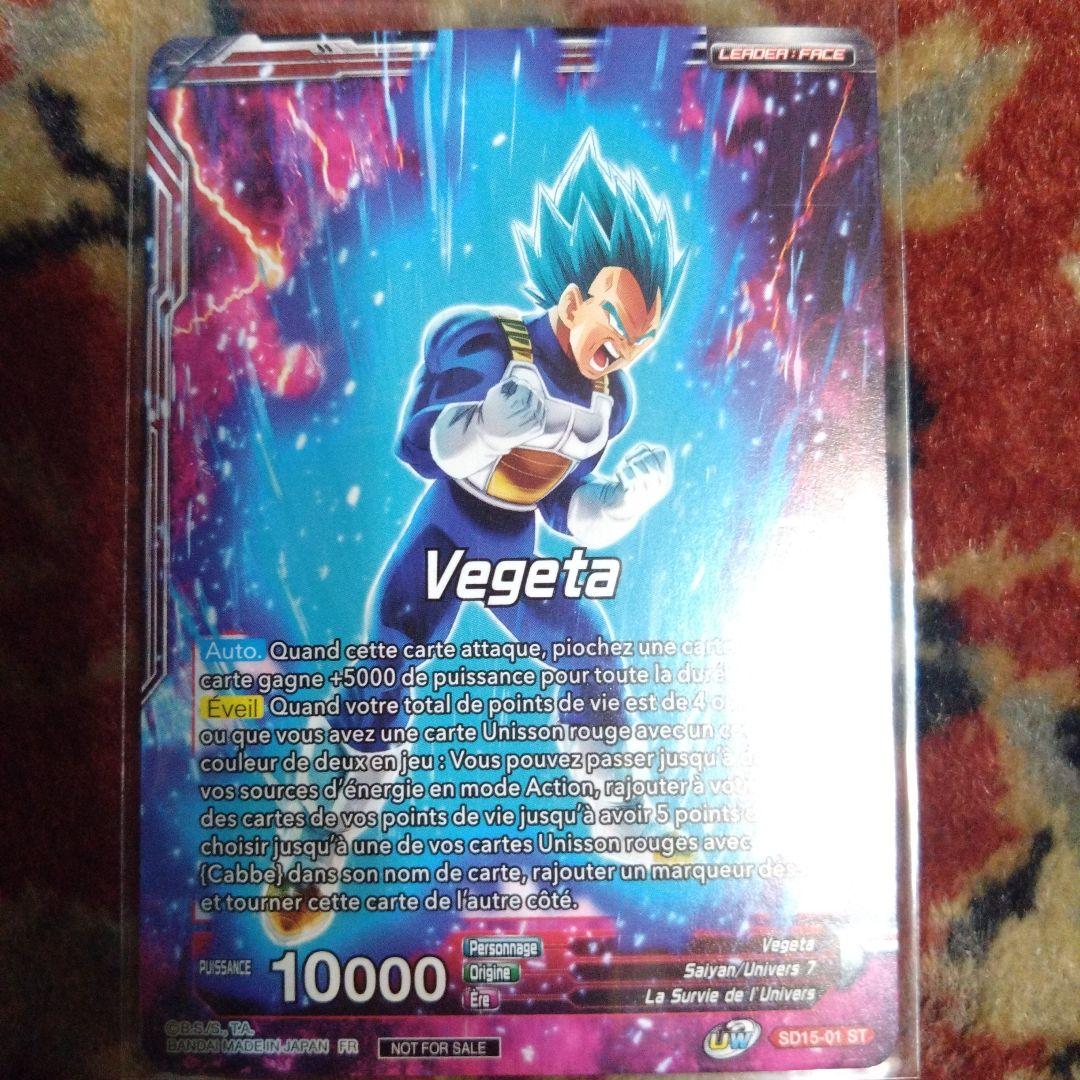 LEADER : FACE
Vegeta
Auto. Quand cette carte attaque, piochez une carte
carte gagne +5000 de puissance pour toute la durée
Éveil Quand votre total de points de vie est de 4 ou
ou que vous avez une carte Unisson rouge avec un
couleur de deux en jeu : Vous pouvez passer jusqu'à
vos sources d'énergie en mode Action, rajouter à votre
des cartes de vos points de vie jusqu'à avoir 5 points
choisir jusqu'à une de vos cartes Unisson rouges avec
{Cabbe} dans son nom de carte, rajouter un marqueur
et tourner cette carte de l'autre côté.
PUISSANCE 10000
Personnage Vegeta
Origine Saiyan/Univers 7
Ère La Survie de l'Univers
©B.S./S., T.A.
BANDAI MADE IN JAPAN FR NOT FOR SALE UW SD15-01 ST